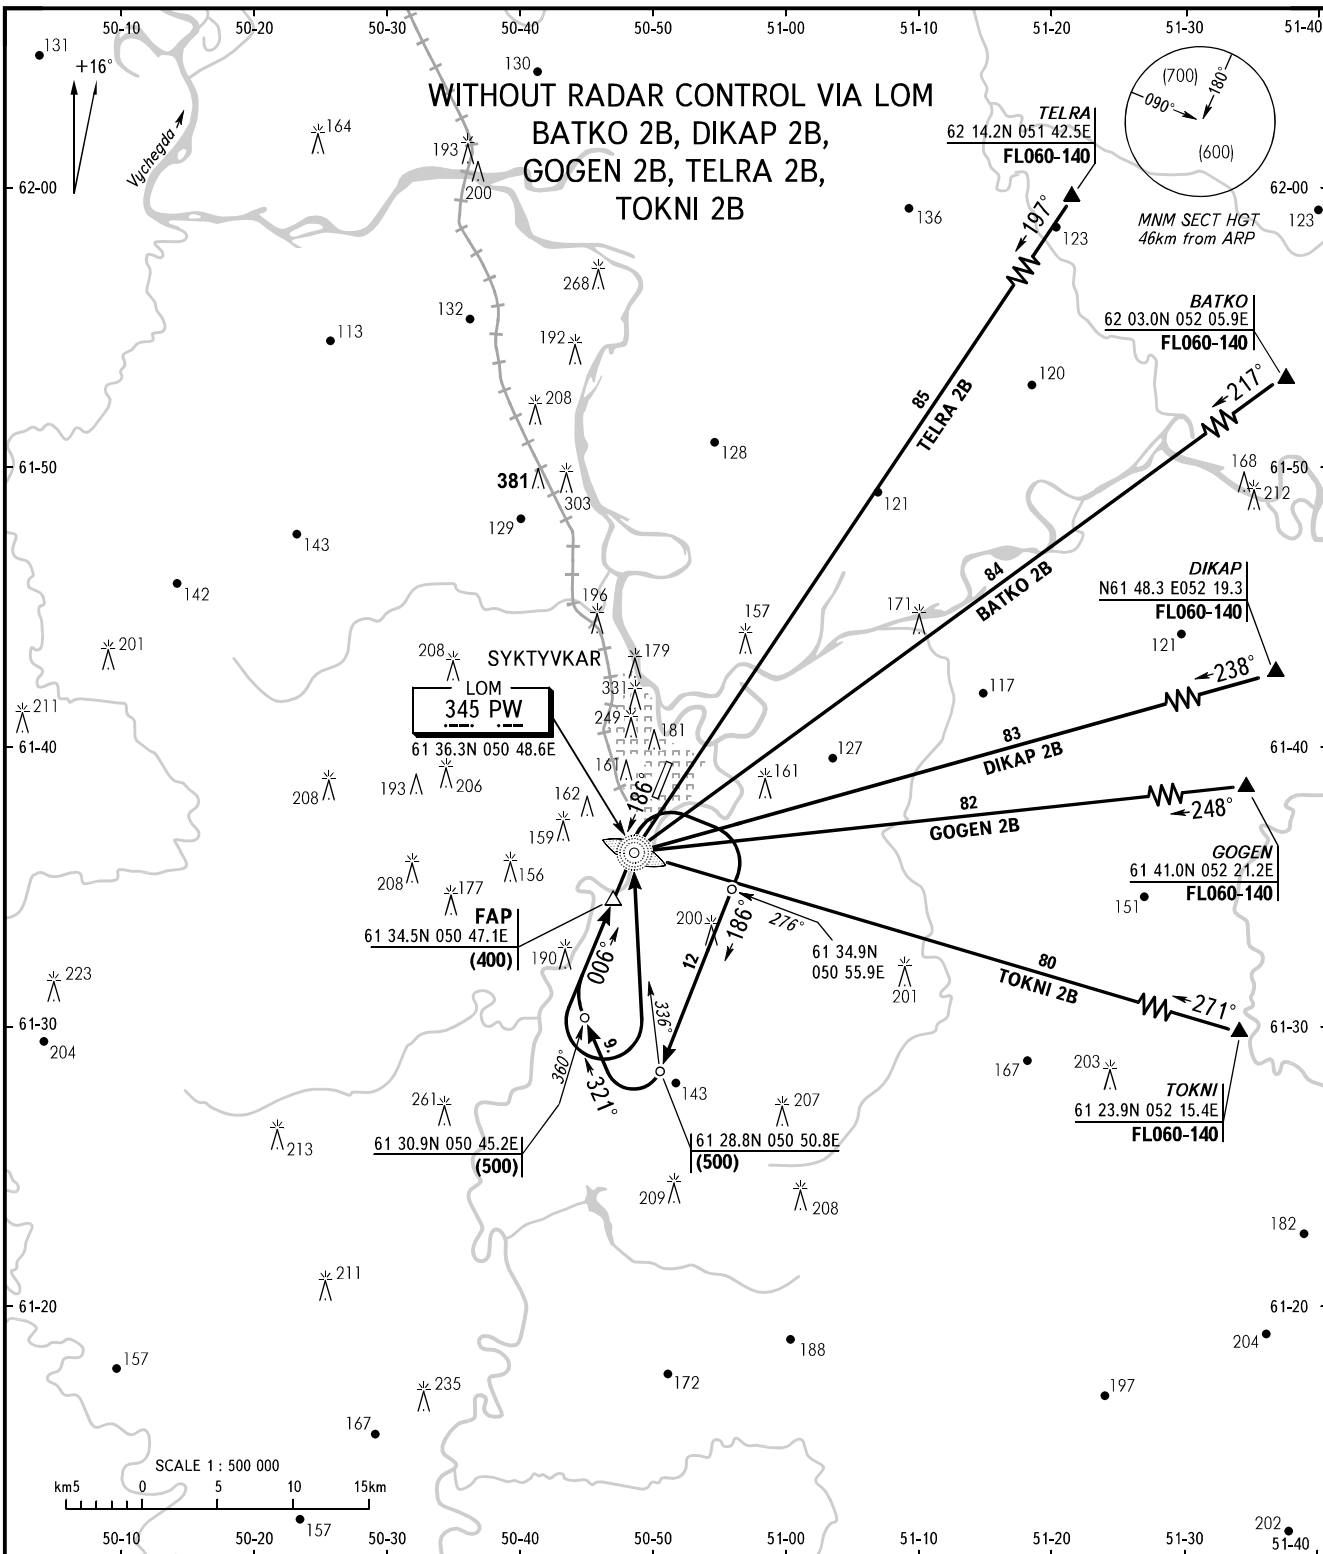 50-10 50-20 50-30 50-40 50-50 51-00 51-10 51-20 51-30 51-40
131
+16°
130
WITHOUT RADAR CONTROL VIA LOM
BATKO 2B, DIKAP 2B,
GOGEN 2B, TELRA 2B,
TOKNI 2B
TELRA
62 14.2N 051 42.5E
FL060-140
(700)
090°
180°
(600)
MNM SECT HGT
46km from ARP
Vychegda
164
193
200
62-00
62-00
136
197°
123
123
268
BATKO
62 03.0N 052 05.9E
FL060-140
132
113
192
120
217°
208
85
TELRA 2B
128
61-50
61-50
381
303
168
212
121
129
143
142
84
BATKO 2B
DIKAP
N61 48.3 E052 19.3
FL060-140
196
157
171
121
201
208
SYKTYVKAR
179
238°
LOM
345 PW
61 36.3N 050 48.6E
331
249
181
117
211
61-40
61-40
83
DIKAP 2B
127
208
193
206
161
161
186°
162
159
82
GOGEN 2B
248°
GOGEN
61 41.0N 052 21.2E
FL060-140
208
156
177
FAP
61 34.5N 050 47.1E
(400)
151
200
276°
186°
61 34.9N
050 55.9E
12
190
006°
80
TOKNI 2B
201
223
271°
61-30
61-30
336°
204
9.
360°
321°
143
167
203
TOKNI
61 23.9N 052 15.4E
FL060-140
261
207
213
61 30.9N 050 45.2E
(500)
61 28.8N 050 50.8E
(500)
209
208
182
211
61-20
61-20
204
188
157
172
197
235
167
SCALE 1 : 500 000
km5 0 5 10 15km
157
202
50-10 50-20 50-30 50-40 50-50 51-00 51-10 51-20 51-30 51-40